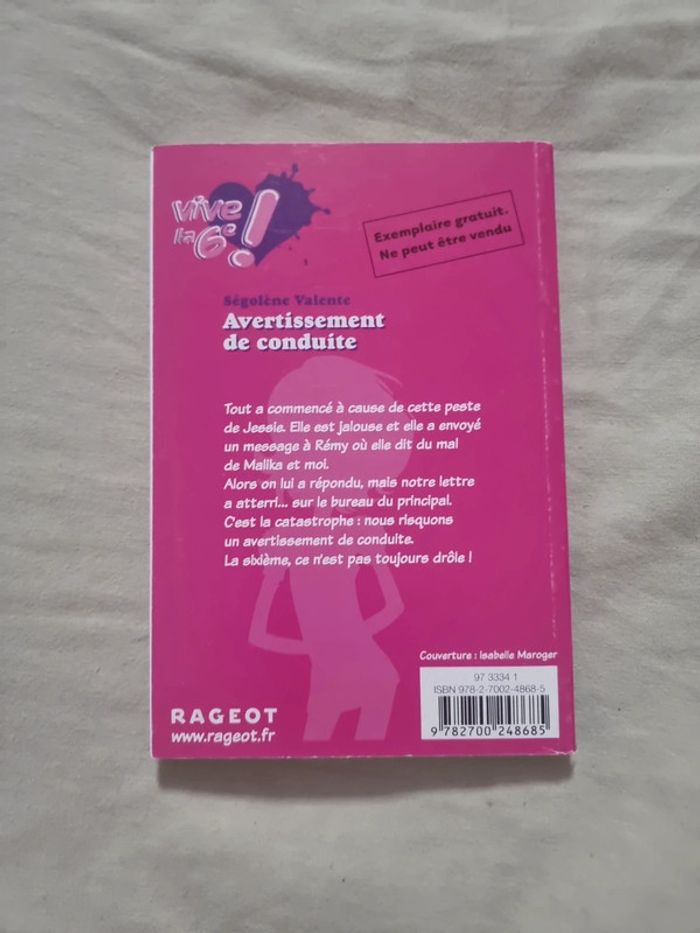 vive
la 6e !
Exemplaire gratuit.
Ne peut être vendu
Ségolène Valente
Avertissement
de conduite
Tout a commencé à cause de cette peste
de Jessie. Elle est jalouse et elle a envoyé
un message à Rémy où elle dit du mal
de Malika et moi.
Alors on lui a répondu, mais notre lettre
a atterri... sur le bureau du principal.
C'est la catastrophe : nous risquons
un avertissement de conduite.
La sixième, ce n'est pas toujours drôle !
Couverture : Isabelle Maroger
97 3334 1
ISBN 978-2-7002-4868-5
9 782700 248685
RAGEOT
www.rageot.fr